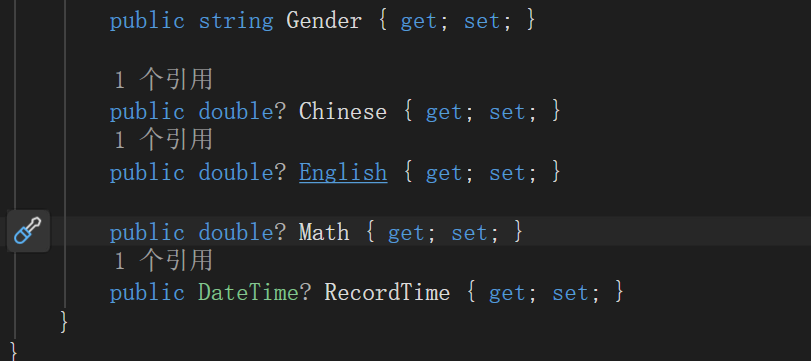 public string Gender { get; set; }
1 个引用
public double? Chinese { get; set; }
1 个引用
public double? English { get; set; }
public double? Math { get; set; }
1 个引用
public DateTime? RecordTime { get; set; }
}
}